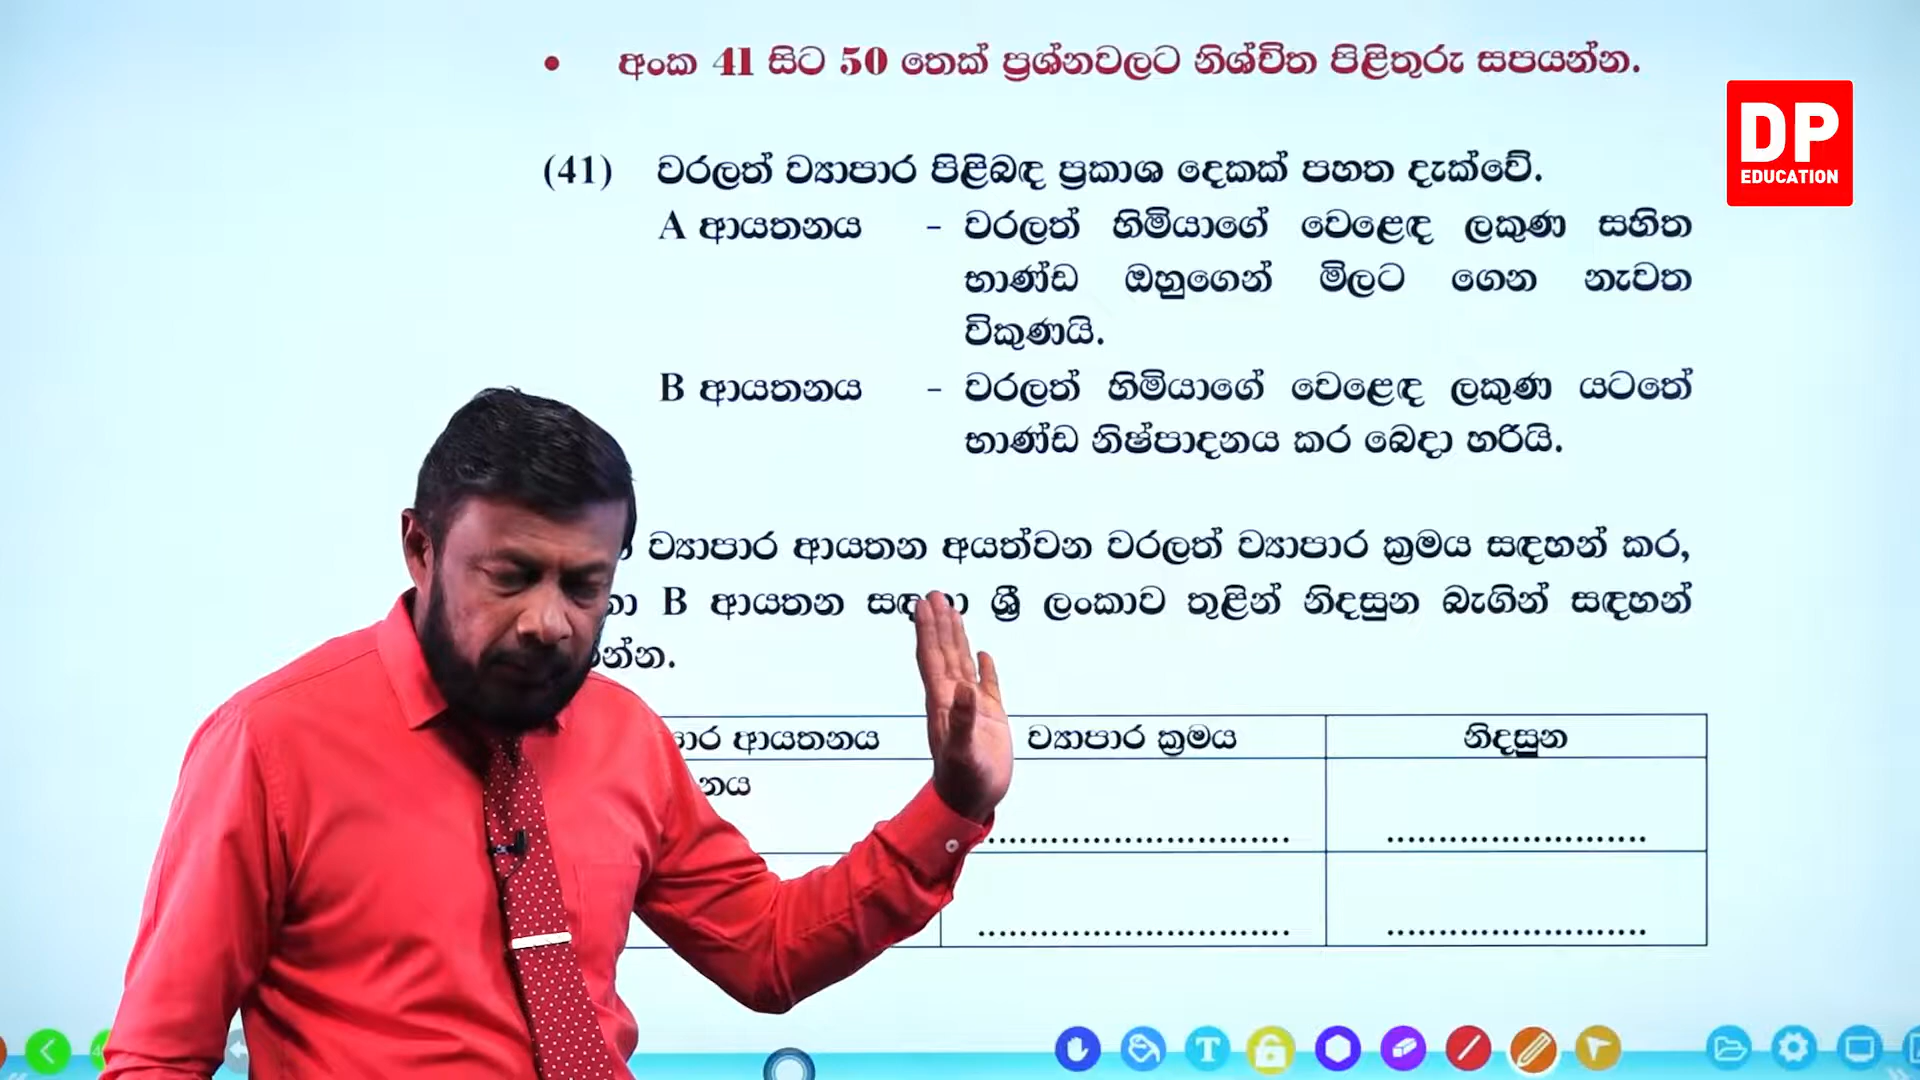 • අංක 41 සිට 50 තෙක් ප්‍රශ්නවලට නිශ්චිත පිළිතුරු සපයන්න.
DP
EDUCATION
(41) වරලත් ව්‍යාපාර පිළිබඳ ප්‍රකාශ දෙකක් පහත දැක්වේ.
A ආයතනය - වරලත් හිමියාගේ වෙළෙඳ ලකුණ සහිත
භාණ්ඩ ඔහුගෙන් මිලට ගෙන නැවත
විකුණයි.
B ආයතනය - වරලත් හිමියාගේ වෙළෙඳ ලකුණ යටතේ
භාණ්ඩ නිෂ්පාදනය කර බෙදා හරියි.
ව්‍යාපාර ආයතන අයත්වන වරලත් ව්‍යාපාර ක්‍රමය සඳහන් කර,
B ආයතන සඳහා ශ්‍රී ලංකාව තුළින් නිදසුන බැගින් සඳහන්
ආයතනය ව්‍යාපාර ක්‍රමය නිදසුන